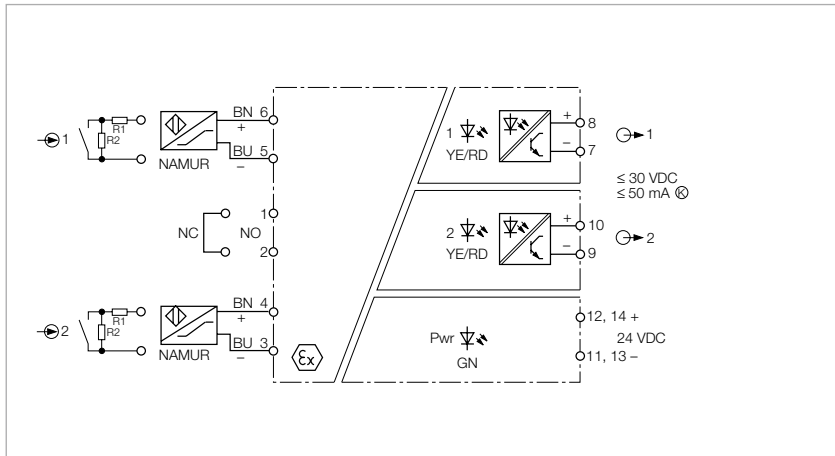 1
R1
R2
NAMUR
BN 6
+
BU 5
–
NC
NO
1
2
2
R1
R2
NAMUR
BN 4
+
BU 3
–
Ex
1
YE/RD
+
8
–
7
1
≤ 30 VDC
≤ 50 mA Ⓚ
2
YE/RD
+
10
–
9
2
Pwr
GN
12, 14 +
24 VDC
11, 13 –